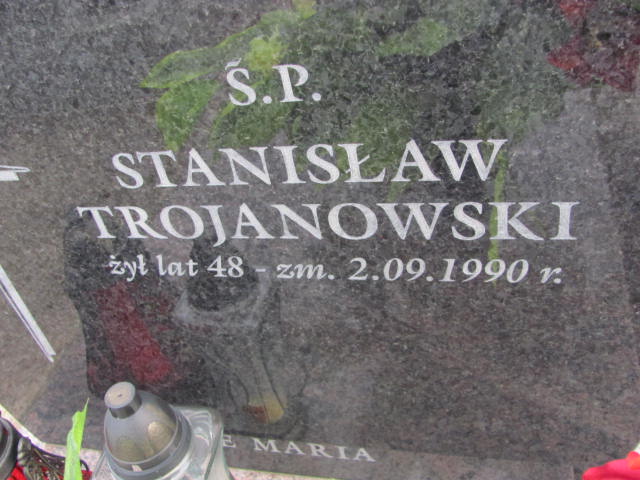 Ś.P.
STANISŁAW
TROJANOWSKI
żył lat 48 - zm. 2.09.1990 r.
E MARIA